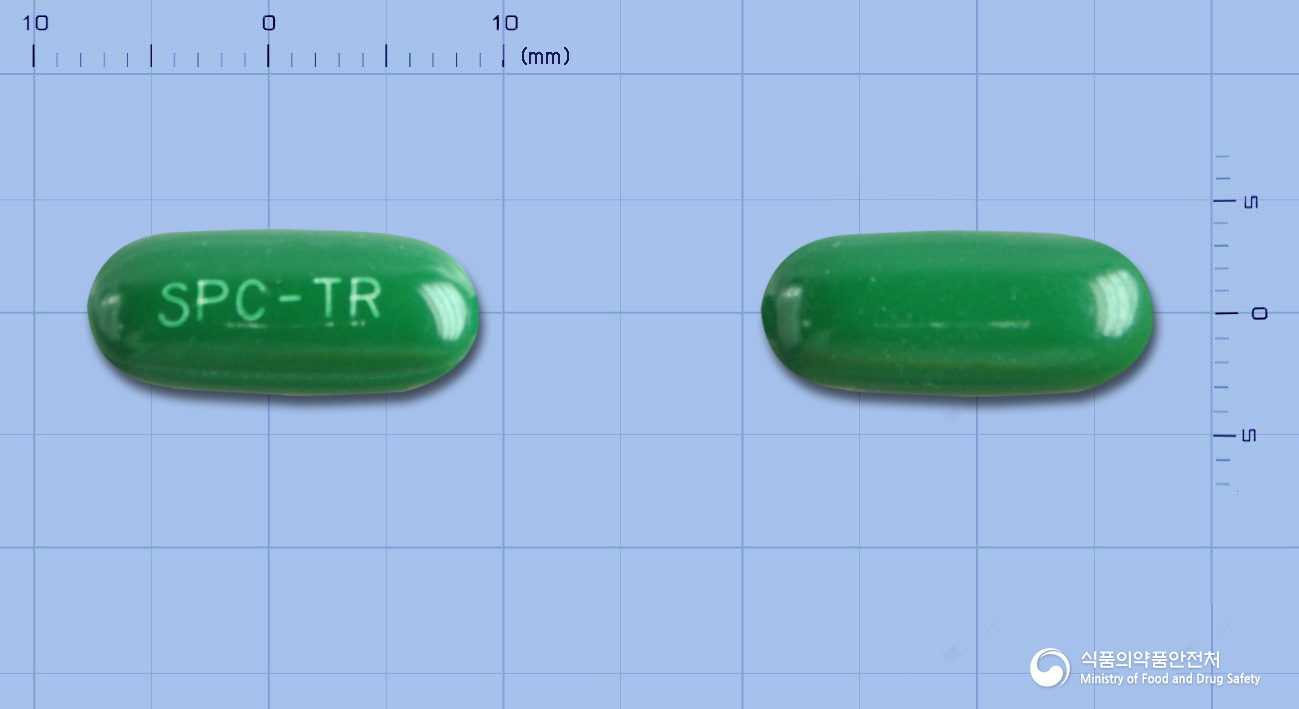 10 0 10
(mm)
5
0
5
SPC-TR
식품의약품안전처
Ministry of Food and Drug Safety